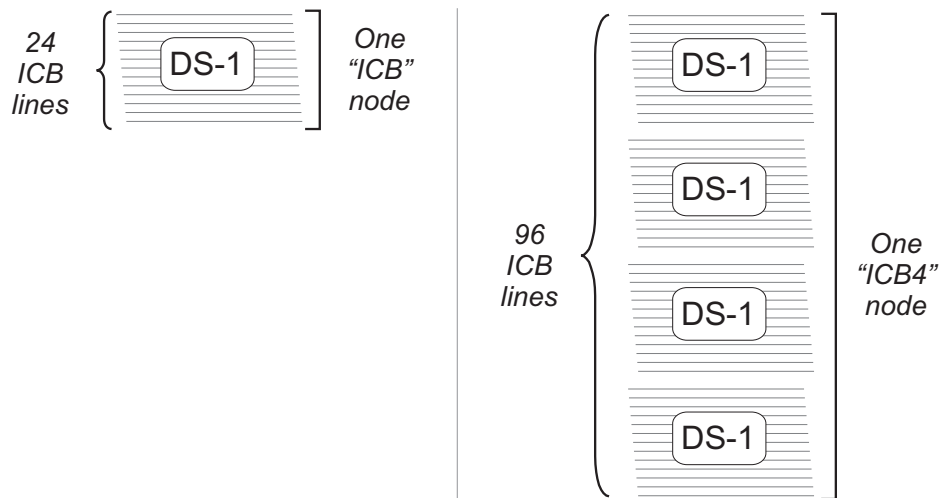 24
ICB
lines
DS-1
One
“ICB”
node
96
ICB
lines
DS-1
DS-1
DS-1
DS-1
One
“ICB4”
node